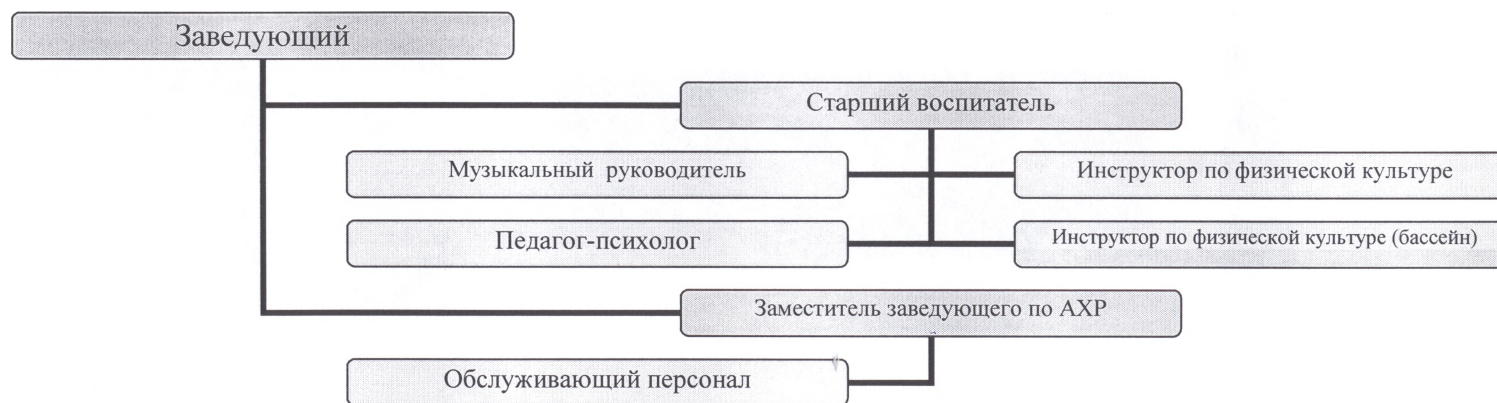 Заведующий
Старший воспитатель
Музыкальный руководитель
Инструктор по физической культуре
Педагог-психолог
Инструктор по физической культуре (бассейн)
Заместитель заведующего по АХР
Обслуживающий персонал